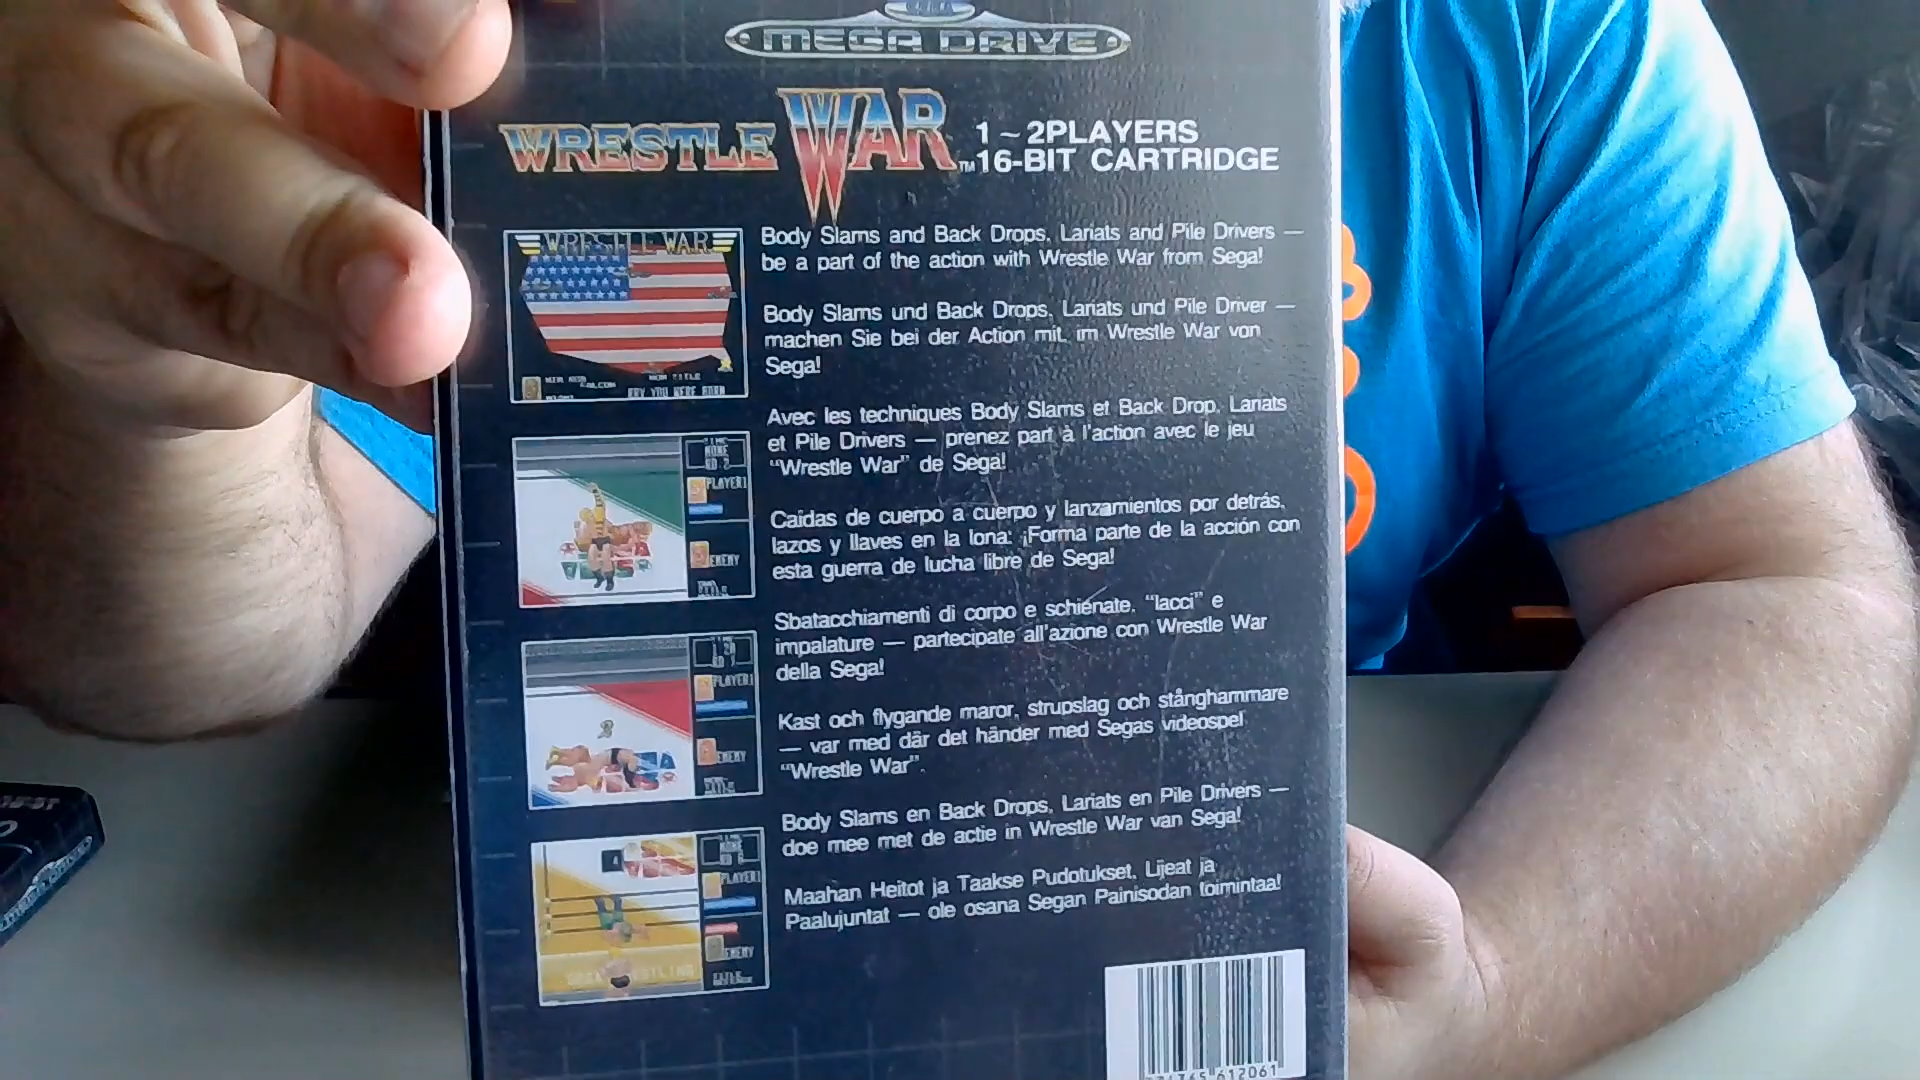 MEGA DRIVE
WRESTLE WAR
TM
1~2PLAYERS
16-BIT CARTRIDGE
WRESTLE WAR
Body Slams and Back Drops, Lariats and Pile Drivers —
be a part of the action with Wrestle War from Sega!
Body Slams und Back Drops, Lariats und Pile Driver —
machen Sie bei der Action mit, im Wrestle War von
Sega!
Avec les techniques Body Slams et Back Drop, Lariats
et Pile Drivers — prenez part à l'action avec le jeu
"Wrestle War" de Sega!
Caidas de cuerpo a cuerpo y lanzamientos por detrás,
lazos y llaves en la lona: ¡Forma parte de la acción con
esta guerra de lucha libre de Sega!
Sbatacchiamenti di corpo e schienate, "lacci" e
impalature — partecipate all'azione con Wrestle War
della Sega!
Kast och flygande maror, strupslag och stånghammare
— var med där det händer med Segas videospel
"Wrestle War".
Body Slams en Back Drops, Lariats en Pile Drivers —
doe mee met de actie in Wrestle War van Sega!
Maahan Heitot ja Taakse Pudotukset, Lijeat ja
Paalujuntat — ole osana Segan Painisodan toimintaa!
PLAYER1
ENEMY
PLAYER1
ENEMY
PLAYER1
ENEMY
612061